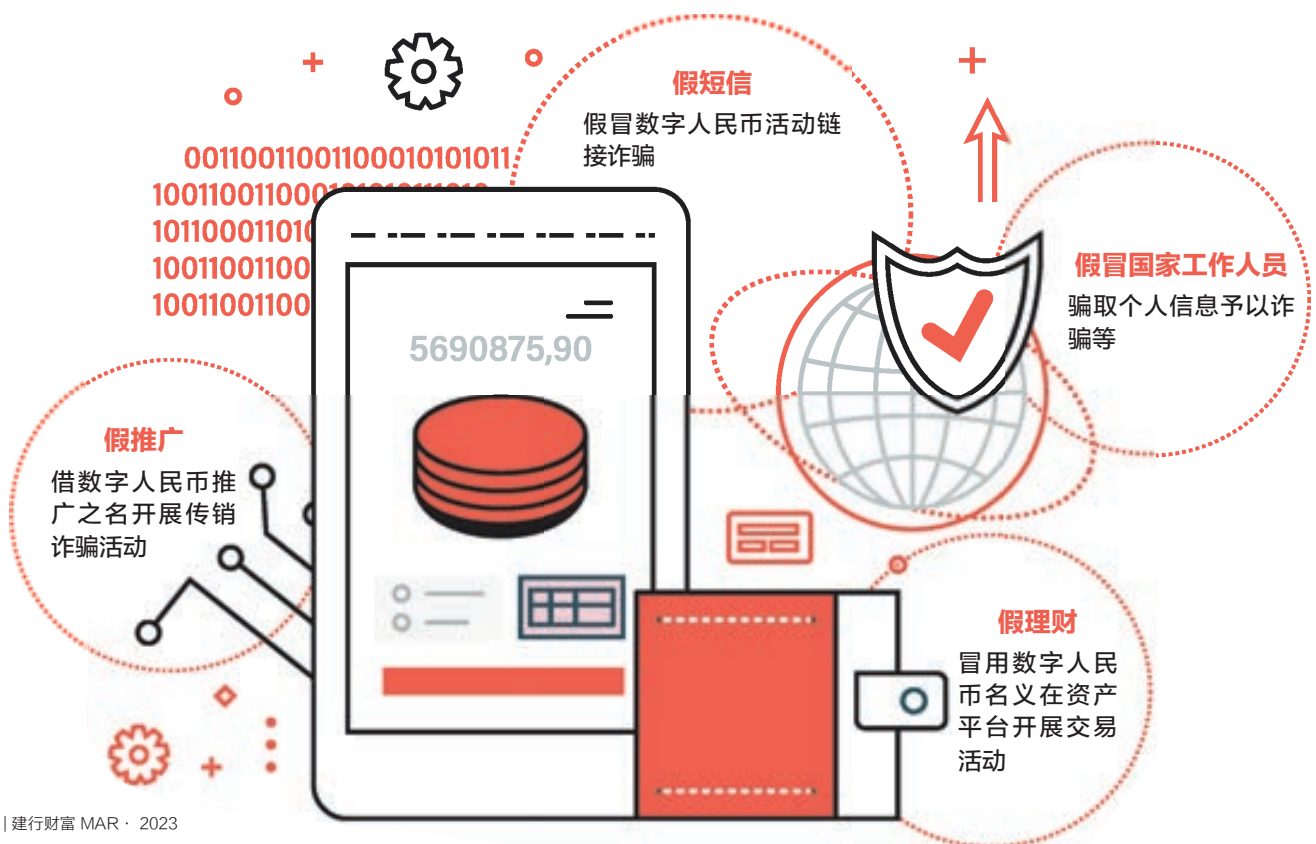 假短信
假冒数字人民币活动链
接诈骗
00110011001100010101011
假冒国家工作人员
骗取个人信息予以诈
骗等
101100011010
10011001100
10011001100
5690875,90
假推广
借数字人民币推
广之名开展传销
诈骗活动
假理财
冒用数字人民
币名义在资产
平台开展交易
活动
| 建行财富 MAR · 2023